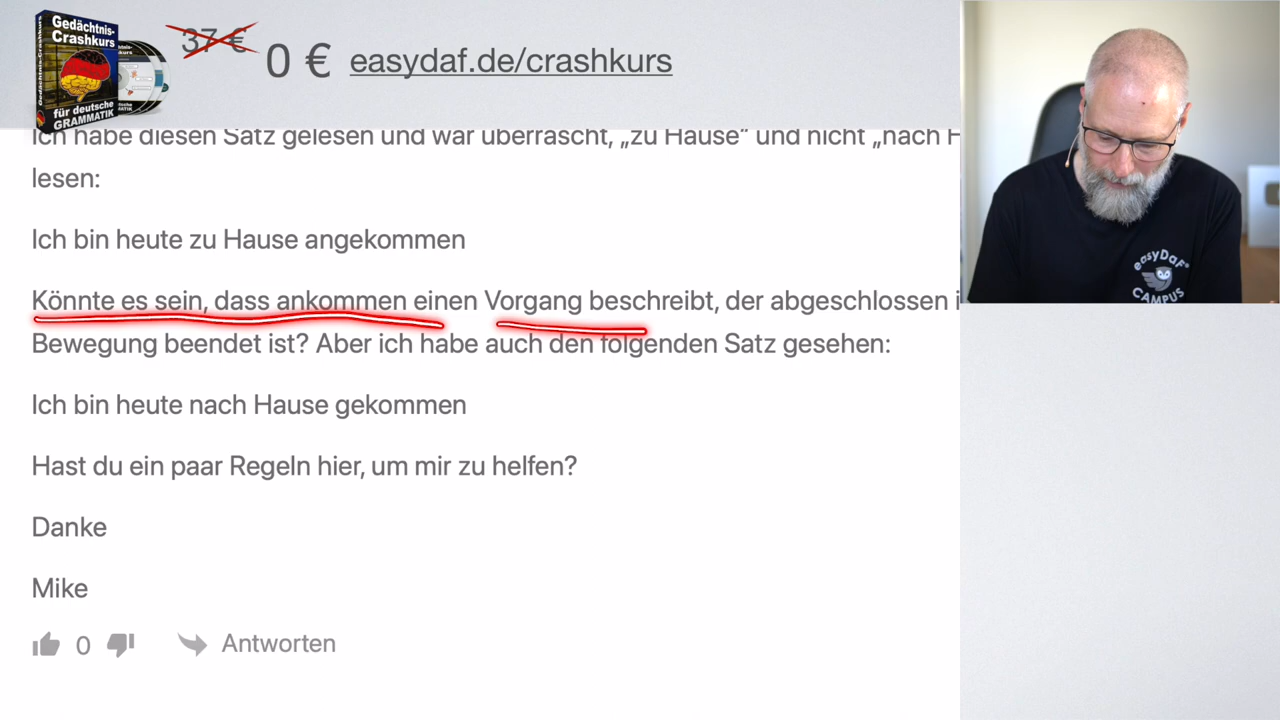 Gedächtnis-
Crashkurs
für deutsche
GRAMMATIK
37 €
0 € easydaf.de/crashkurs
Ich habe diesen Satz gelesen und war überrascht, „zu Hause“ und nicht „nach H
lesen:
Ich bin heute zu Hause angekommen
Könnte es sein, dass ankommen einen Vorgang beschreibt, der abgeschlossen i
Bewegung beendet ist? Aber ich habe auch den folgenden Satz gesehen:
Ich bin heute nach Hause gekommen
Hast du ein paar Regeln hier, um mir zu helfen?
Danke
Mike
0 Antworten
easyDaF®
CAMPUS